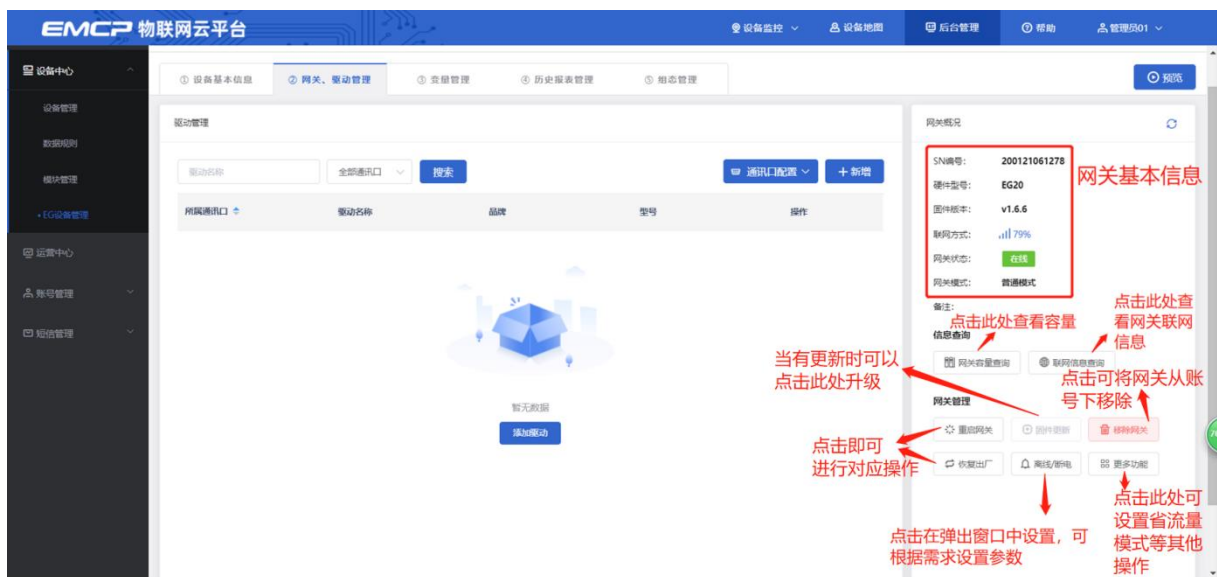 EMCP 物联网云平台
设备监控
设备地图
后台管理
帮助
管理员01
设备中心
设备管理
数据规则
模块管理
• EG设备管理
运营中心
账号管理
短信管理
① 设备基本信息
② 网关、驱动管理
③ 变量管理
④ 历史报表管理
⑤ 组态管理
预览
驱动管理
驱动名称
全部通讯口
搜索
通讯口配置
+ 新增
所属通讯口
驱动名称
品牌
型号
操作
暂无数据
添加驱动
网关概况
SN编号: 200121061278
硬件型号: EG20
固件版本: v1.6.6
联网方式: 79%
网关状态: 在线
网关模式: 普通模式
备注:
网关基本信息
点击此处查看容量
点击此处查
看网关联网
信息
信息查询
网关容量查询
联网信息查询
当有更新时可以
点击此处升级
点击可将网关从账
号下移除
网关管理
重启网关
固件更新
移除网关
点击即可
进行对应操作
恢复出厂
离线/断电
更多功能
点击在弹出窗口中设置，可
根据需求设置参数
点击此处可
设置省流量
模式等其他
操作